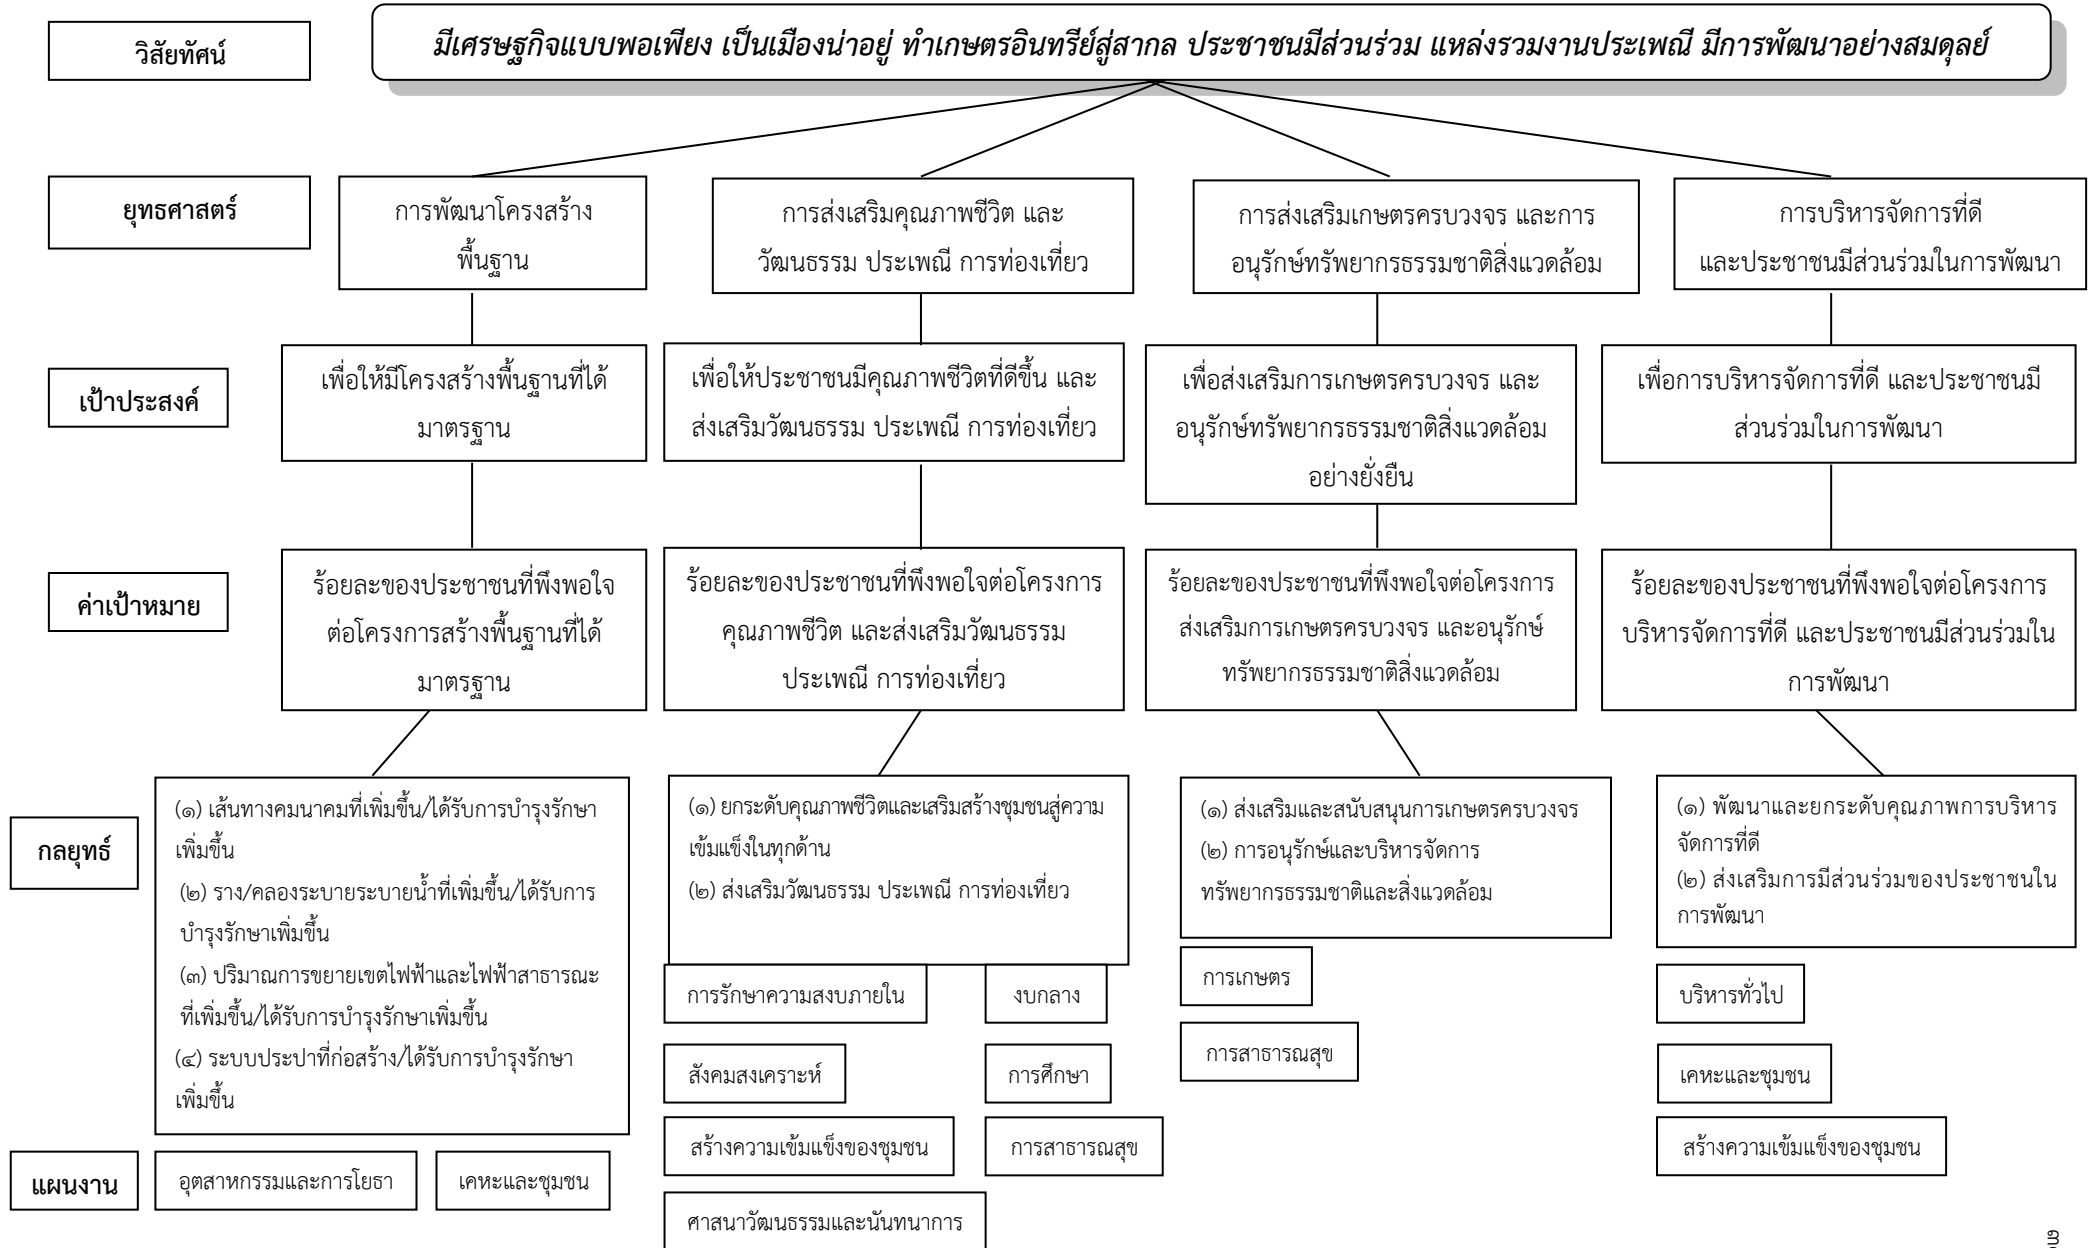 วิสัยทัศน์
มีเศรษฐกิจแบบพอเพียง เป็นเมืองน่าอยู่ ทำเกษตรอินทรีย์สู่สากล ประชาชนมีส่วนร่วม แหล่งรวมงานประเพณี มีการพัฒนาอย่างสมดุลย์
ยุทธศาสตร์
การพัฒนาโครงสร้าง
พื้นฐาน
การส่งเสริมคุณภาพชีวิต และ
วัฒนธรรม ประเพณี การท่องเที่ยว
การส่งเสริมเกษตรครบวงจร และการ
อนุรักษ์ทรัพยากรธรรมชาติสิ่งแวดล้อม
การบริหารจัดการที่ดี
และประชาชนมีส่วนร่วมในการพัฒนา
เป้าประสงค์
เพื่อให้มีโครงสร้างพื้นฐานที่ได้
มาตรฐาน
เพื่อให้ประชาชนมีคุณภาพชีวิตที่ดีขึ้น และ
ส่งเสริมวัฒนธรรม ประเพณี การท่องเที่ยว
เพื่อส่งเสริมการเกษตรครบวงจร และ
อนุรักษ์ทรัพยากรธรรมชาติสิ่งแวดล้อม
อย่างยั่งยืน
เพื่อการบริหารจัดการที่ดี และประชาชนมี
ส่วนร่วมในการพัฒนา
ค่าเป้าหมาย
ร้อยละของประชาชนที่พึงพอใจ
ต่อโครงการสร้างพื้นฐานที่ได้
มาตรฐาน
ร้อยละของประชาชนที่พึงพอใจต่อโครงการ
คุณภาพชีวิต และส่งเสริมวัฒนธรรม
ประเพณี การท่องเที่ยว
ร้อยละของประชาชนที่พึงพอใจต่อโครงการ
ส่งเสริมการเกษตรครบวงจร และอนุรักษ์
ทรัพยากรธรรมชาติสิ่งแวดล้อม
ร้อยละของประชาชนที่พึงพอใจต่อโครงการ
บริหารจัดการที่ดี และประชาชนมีส่วนร่วมใน
การพัฒนา
กลยุทธ์
(๑) เส้นทางคมนาคมที่เพิ่มขึ้น/ได้รับการบำรุงรักษา
เพิ่มขึ้น
(๒) ราง/คลองระบายระบายน้ำที่เพิ่มขึ้น/ได้รับการ
บำรุงรักษาเพิ่มขึ้น
(๓) ปริมาณการขยายเขตไฟฟ้าและไฟฟ้าสาธารณะ
ที่เพิ่มขึ้น/ได้รับการบำรุงรักษาเพิ่มขึ้น
(๔) ระบบประปาที่ก่อสร้าง/ได้รับการบำรุงรักษา
เพิ่มขึ้น
(๑) ยกระดับคุณภาพชีวิตและเสริมสร้างชุมชนสู่ความ
เข้มแข็งในทุกด้าน
(๒) ส่งเสริมวัฒนธรรม ประเพณี การท่องเที่ยว
(๑) ส่งเสริมและสนับสนุนการเกษตรครบวงจร
(๒) การอนุรักษ์และบริหารจัดการ
ทรัพยากรธรรมชาติและสิ่งแวดล้อม
(๑) พัฒนาและยกระดับคุณภาพการบริหาร
จัดการที่ดี
(๒) ส่งเสริมการมีส่วนร่วมของประชาชนใน
การพัฒนา
แผนงาน
อุตสาหกรรมและการโยธา
เคหะและชุมชน
การรักษาความสงบภายใน
งบกลาง
สังคมสงเคราะห์
การศึกษา
สร้างความเข้มแข็งของชุมชน
การสาธารณสุข
ศาสนาวัฒนธรรมและนันทนาการ
การเกษตร
การสาธารณสุข
บริหารทั่วไป
เคหะและชุมชน
สร้างความเข้มแข็งของชุมชน